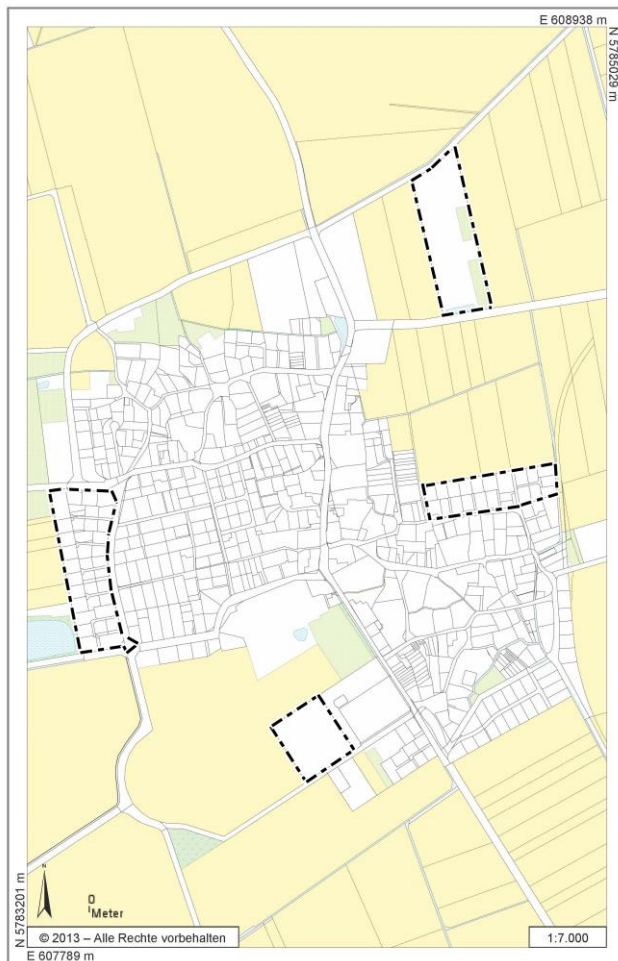 E 608938 m
N 5785029 m
N
0
Meter
N 5783201 m
© 2013 – Alle Rechte vorbehalten
1:7.000
E 607789 m